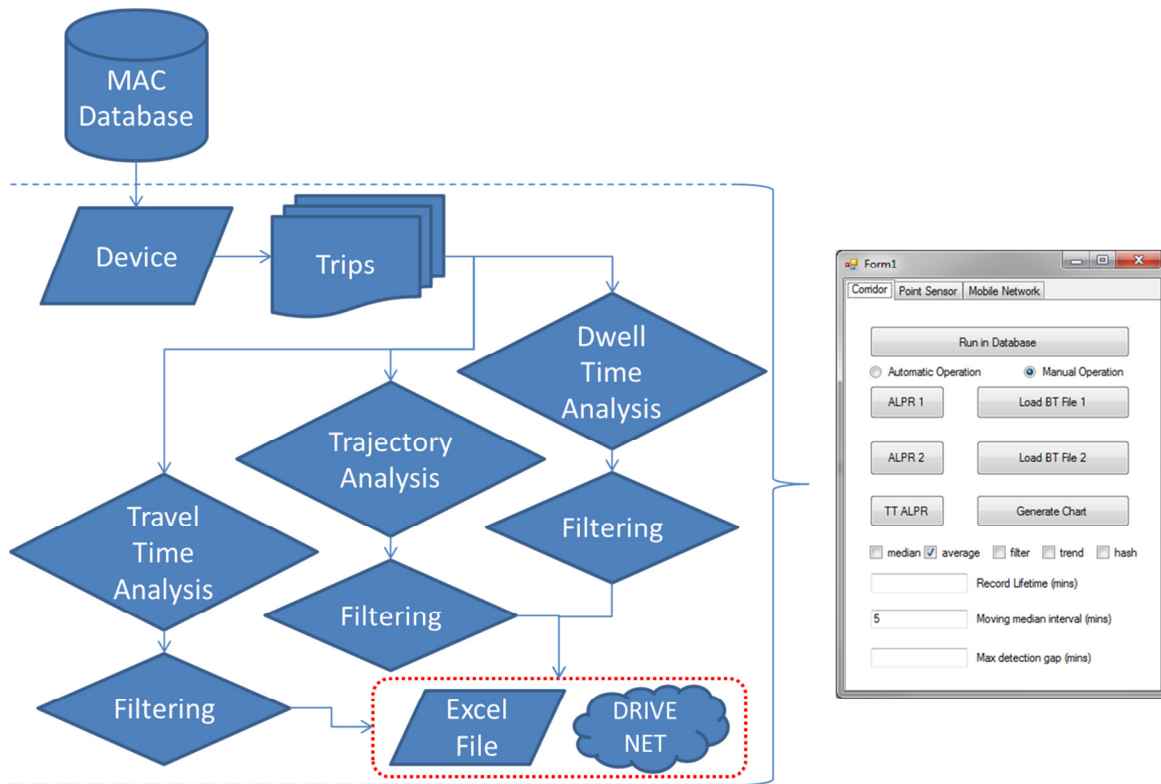 MAC
Database
Device
Trips
Dwell
Time
Analysis
Trajectory
Analysis
Travel
Time
Analysis
Filtering
Filtering
Filtering
Excel
File
DRIVE
NET
Form1
Corridor Point Sensor Mobile Network
Run in Database
Automatic Operation Manual Operation
ALPR 1 Load BT File 1
ALPR 2 Load BT File 2
TT ALPR Generate Chart
median average filter trend hash
Record Lifetime (mins)
5 Moving median interval (mins)
Max detection gap (mins)